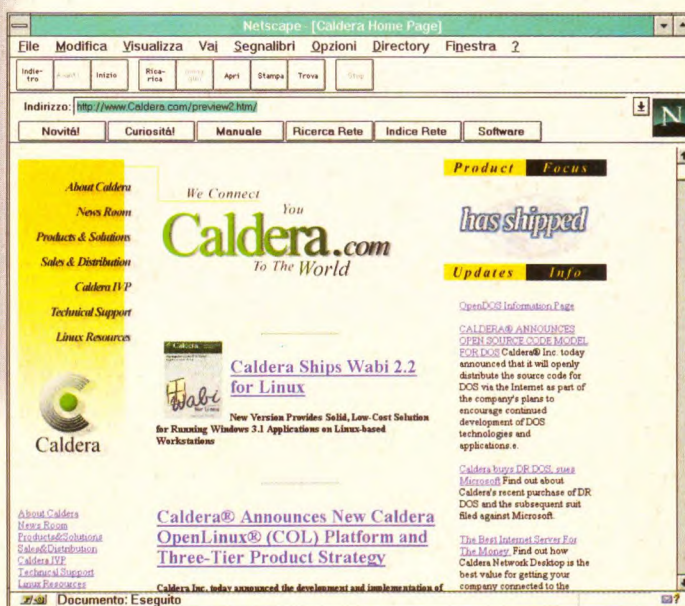 Netscape - [Caldera Home Page]
File Modifica Visualizza Vai Segnalibri Opzioni Directory Finestra ?
Indie-
tro
Inizio
Rica-
rica
Apri
Stampa
Trova
Stop
Indirizzo: http://www.Caldera.com/preview2.htm/
N
Novità!
Curiosità!
Manuale
Ricerca Rete
Indice Rete
Software
About Caldera
News Room
Products & Solutions
Sales & Distribution
Caldera IVP
Technical Support
Linux Resources
Caldera
About Caldera
News Room
Products&Solutions
Sales&Distribution
Caldera IVP
Technical Support
Linux Resources
We Connect
You
Caldera.com
To The World
Caldera
Wabi
Caldera Ships Wabi 2.2
for Linux
New Version Provides Solid, Low-Cost Solution
for Running Windows 3.1 Applications on Linux-based
Workstations
Caldera® Announces New Caldera
OpenLinux® (COL) Platform and
Three-Tier Product Strategy
Caldera Inc. today announced the development and implementation of
Product Focus
has shipped
Updates Info
OpenDOS Information Page
CALDERA® ANNOUNCES
OPEN SOURCE CODE MODEL
FOR DOS Caldera® Inc. today
announced that it will openly
distribute the source code for
DOS via the Internet as part of
the company's plans to
encourage continued
development of DOS
technologies and
applications.e.
Caldera buys DR DOS, sues
Microsoft Find out about
Caldera's recent purchase of DR
DOS and the subsequent suit
filed against Microsoft.
The Best Internet Server For
The Money. Find out how
Caldera Network Desktop is the
best value for getting your
company connected to the
Documento: Eseguito
?